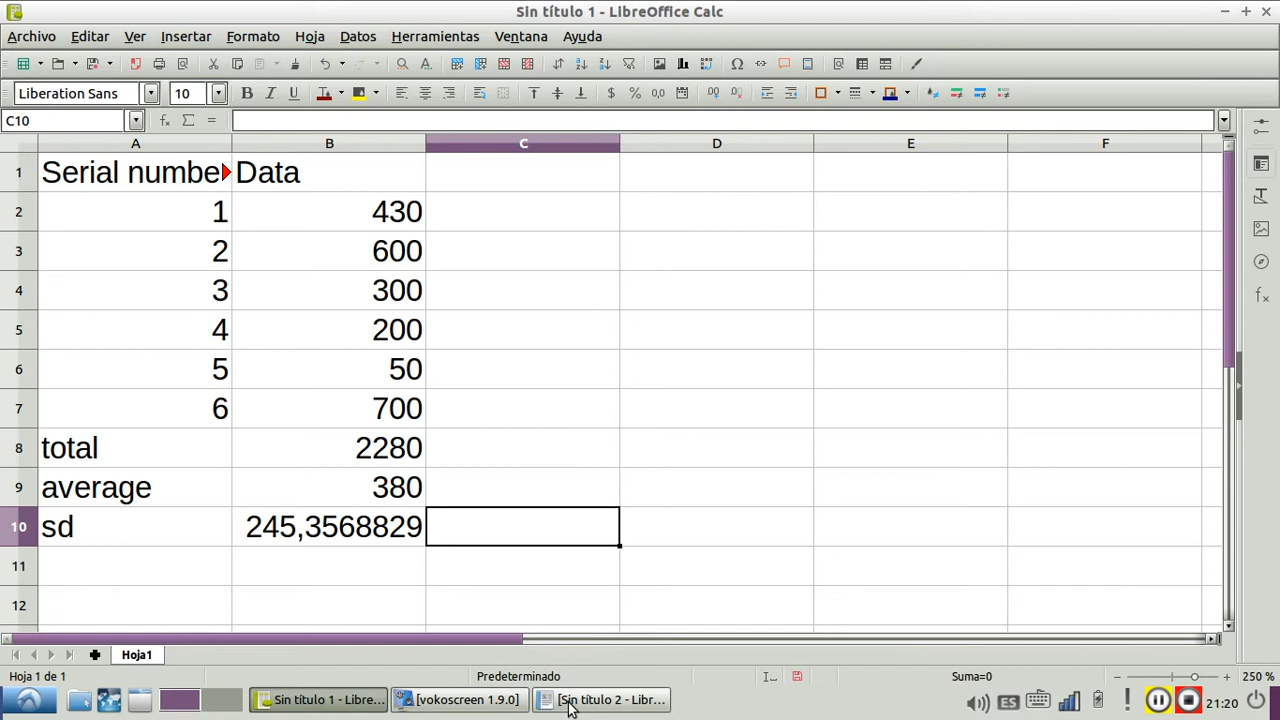 Sin título 1 - LibreOffice Calc
Archivo Editar Ver Insertar Formato Hoja Datos Herramientas Ventana Ayuda
Liberation Sans 10
C10
A B C D E F
1 Serial numbe Data
2 1 430
3 2 600
4 3 300
5 4 200
6 5 50
7 6 700
8 total 2280
9 average 380
10 sd 245,3568829
11
12
Hoja1
Hoja 1 de 1 Predeterminado Suma=0 250 %
Sin título 1 - Libre... [vokoscreen 1.9.0] [Sin título 2 - Libr... ES 21:20